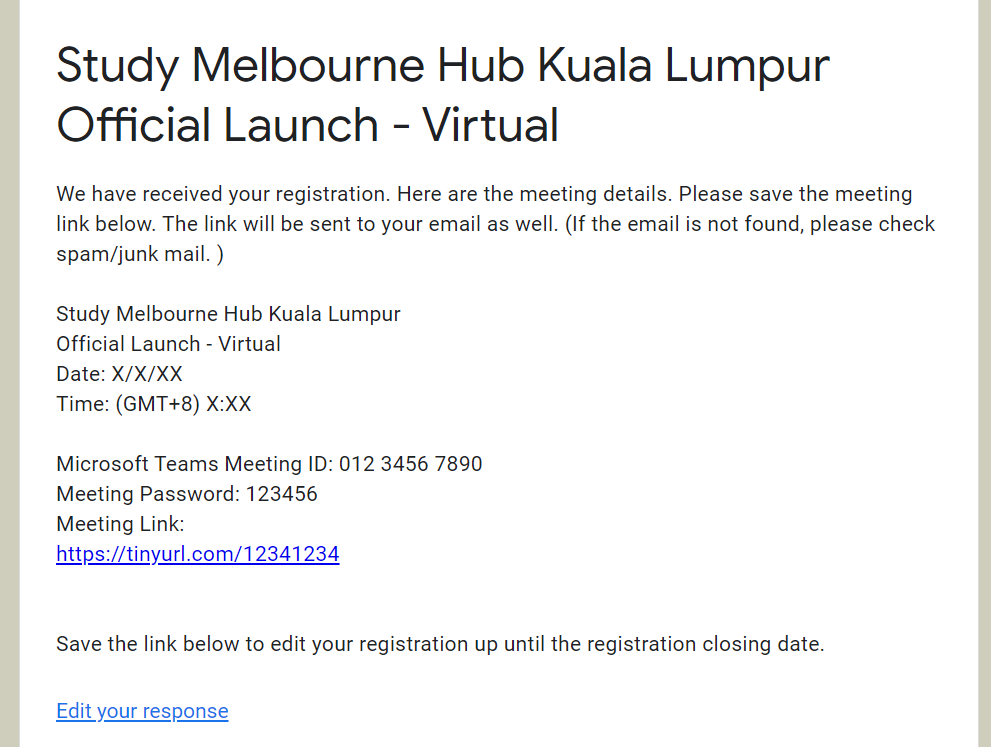 Study Melbourne Hub Kuala Lumpur
Official Launch - Virtual
We have received your registration. Here are the meeting details. Please save the meeting
link below. The link will be sent to your email as well. (If the email is not found, please check
spam/junk mail. )
Study Melbourne Hub Kuala Lumpur
Official Launch - Virtual
Date: X/X/XX
Time: (GMT+8) X:XX
Microsoft Teams Meeting ID: 012 3456 7890
Meeting Password: 123456
Meeting Link:
https://tinyurl.com/12341234
Save the link below to edit your registration up until the registration closing date.
Edit your response